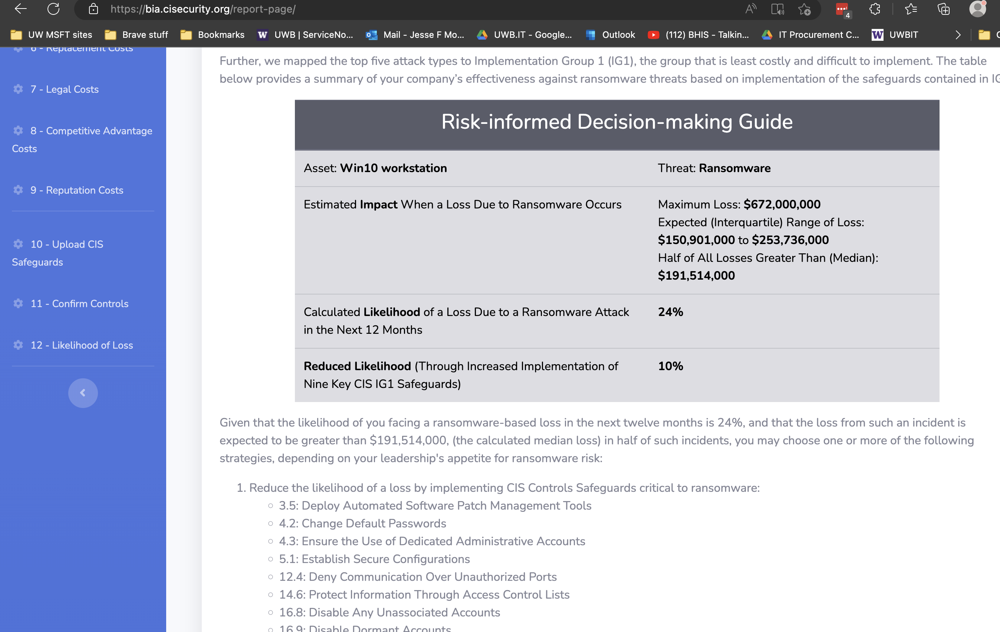 https://bia.cisecurity.org/report-page/
4
UW MSFT sites
Brave stuff
Bookmarks
UWB | ServiceNo...
Mail - Jesse F Mo...
UWB.IT - Google...
Outlook
(112) BHIS - Talkin...
IT Procurement C...
UWBIT
6 - Replacement Costs
7 - Legal Costs
8 - Competitive Advantage
Costs
9 - Reputation Costs
10 - Upload CIS
Safeguards
11 - Confirm Controls
12 - Likelihood of Loss
Further, we mapped the top five attack types to Implementation Group 1 (IG1), the group that is least costly and difficult to implement. The table
below provides a summary of your company’s effectiveness against ransomware threats based on implementation of the safeguards contained in
Risk-informed Decision-making Guide
Asset: Win10 workstation
Threat: Ransomware
Estimated Impact When a Loss Due to Ransomware Occurs
Maximum Loss: $672,000,000
Expected (Interquartile) Range of Loss:
$150,901,000 to $253,736,000
Half of All Losses Greater Than (Median):
$191,514,000
Calculated Likelihood of a Loss Due to a Ransomware Attack
in the Next 12 Months
24%
Reduced Likelihood (Through Increased Implementation of
Nine Key CIS IG1 Safeguards)
10%
Given that the likelihood of you facing a ransomware-based loss in the next twelve months is 24%, and that the loss from such an incident is
expected to be greater than $191,514,000, (the calculated median loss) in half of such incidents, you may choose one or more of the following
strategies, depending on your leadership's appetite for ransomware risk:
1. Reduce the likelihood of a loss by implementing CIS Controls Safeguards critical to ransomware:
3.5: Deploy Automated Software Patch Management Tools
4.2: Change Default Passwords
4.3: Ensure the Use of Dedicated Administrative Accounts
5.1: Establish Secure Configurations
12.4: Deny Communication Over Unauthorized Ports
14.6: Protect Information Through Access Control Lists
16.8: Disable Any Unassociated Accounts
16.9: Disable Dormant Accounts